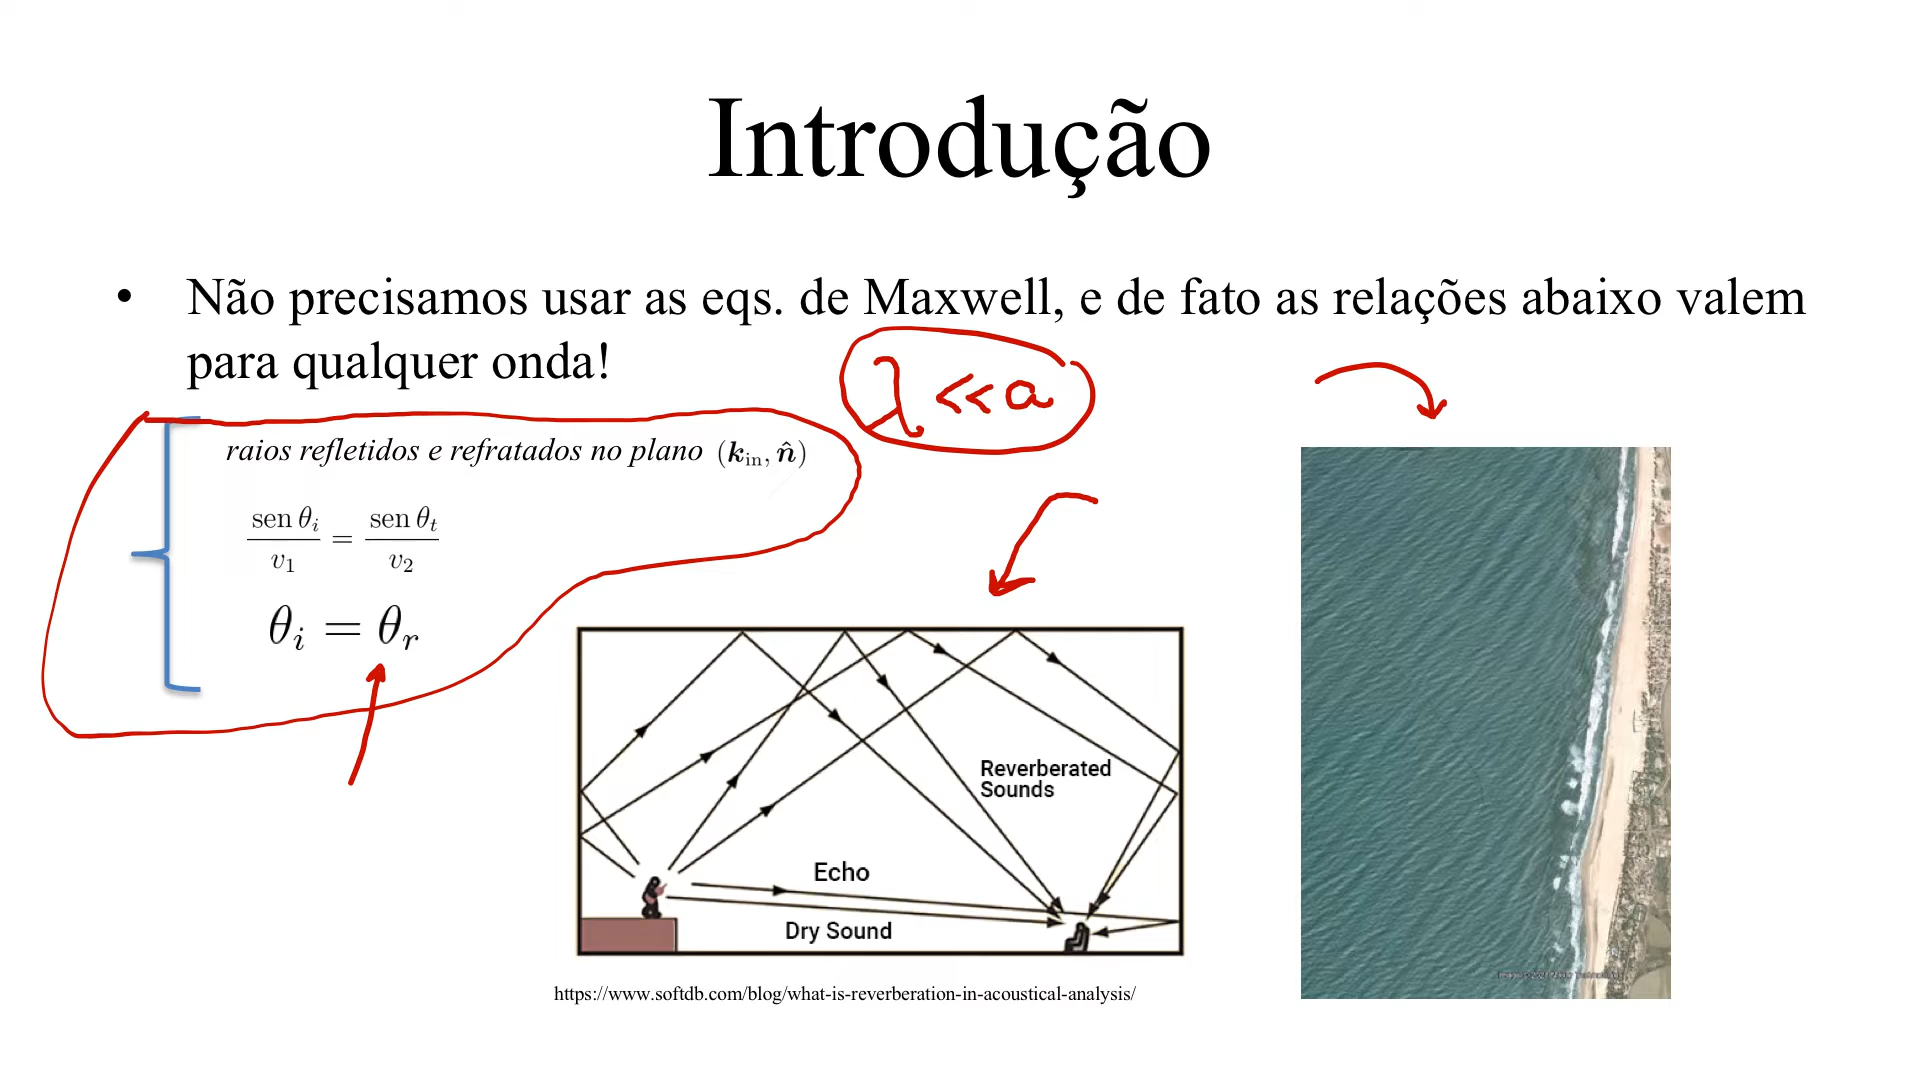 Introdução
• Não precisamos usar as eqs. de Maxwell, e de fato as relações abaixo valem
para qualquer onda!
λ << a
raios refletidos e refratados no plano (k_in, n̂)
sen θ_i / v_1 = sen θ_t / v_2
θ_i = θ_r
Reverberated
Sounds
Echo
Dry Sound
https://www.softdb.com/blog/what-is-reverberation-in-acoustical-analysis/